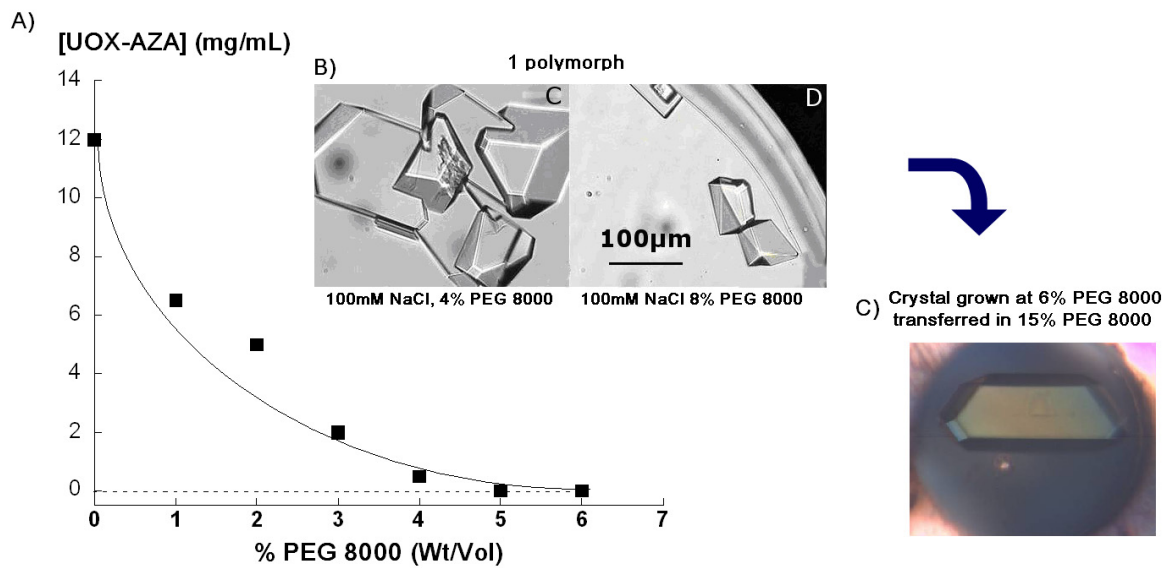 A)
[UOX-AZA] (mg/mL)
14
12
10
8
6
4
2
0
0 1 2 3 4 5 6 7
% PEG 8000 (Wt/Vol)
B)
1 polymorph
C
D
100µm
100mM NaCl, 4% PEG 8000
100mM NaCl 8% PEG 8000
C)
Crystal grown at 6% PEG 8000
transferred in 15% PEG 8000